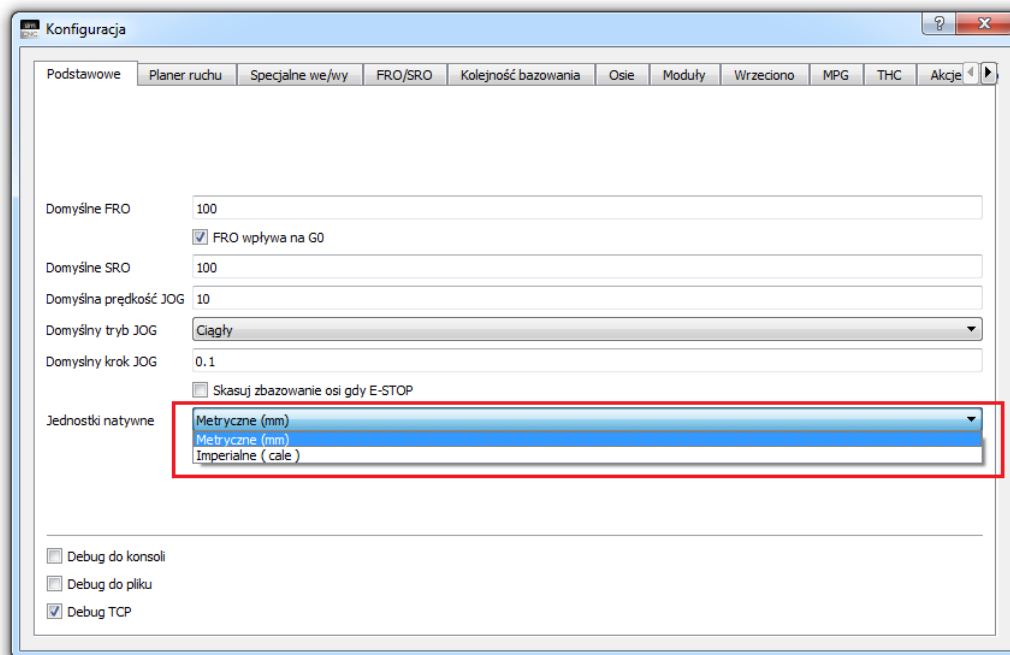 sim CNC Konfiguracja ?
Podstawowe Planer ruchu Specjalne we/wy FRO/SRO Kolejność bazowania Osie Moduły Wrzeciono MPG THC Akcje
Domyślne FRO 100
FRO wpływa na G0
Domyślne SRO 100
Domyślna prędkość JOG 10
Domyślny tryb JOG Ciągły
Domyslny krok JOG 0.1
Skasuj zbazowanie osi gdy E-STOP
Jednostki natywne Metryczne (mm)
Metryczne (mm)
Imperialne ( cale )
Debug do konsoli
Debug do pliku
Debug TCP